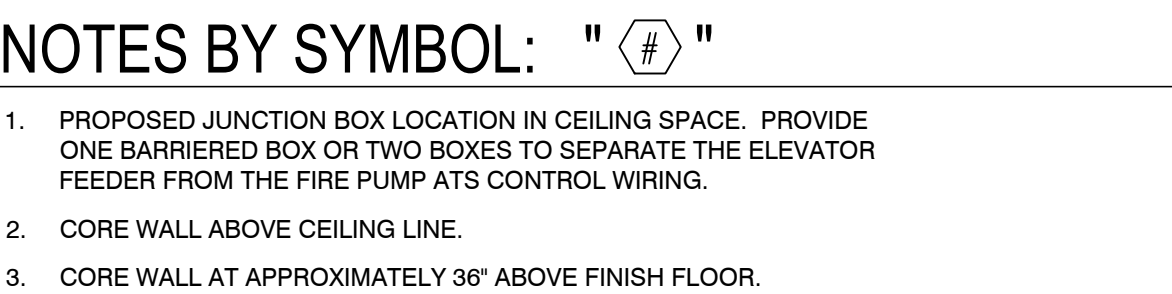 NOTES BY SYMBOL: "#"
1. PROPOSED JUNCTION BOX LOCATION IN CEILING SPACE. PROVIDE
ONE BARRIERED BOX OR TWO BOXES TO SEPARATE THE ELEVATOR
FEEDER FROM THE FIRE PUMP ATS CONTROL WIRING.
2. CORE WALL ABOVE CEILING LINE.
3. CORE WALL AT APPROXIMATELY 36" ABOVE FINISH FLOOR.